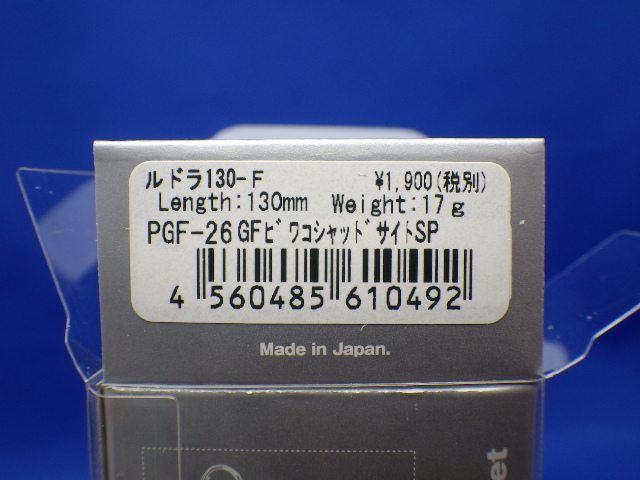 ルドラ130-F ¥1,900(税別)
Length:130mm Weight:17g
PGF-26 GFﾋﾞﾜｺｼｬｯﾄﾞｻｲﾄSP
4 560485 610492
Made in Japan.
et